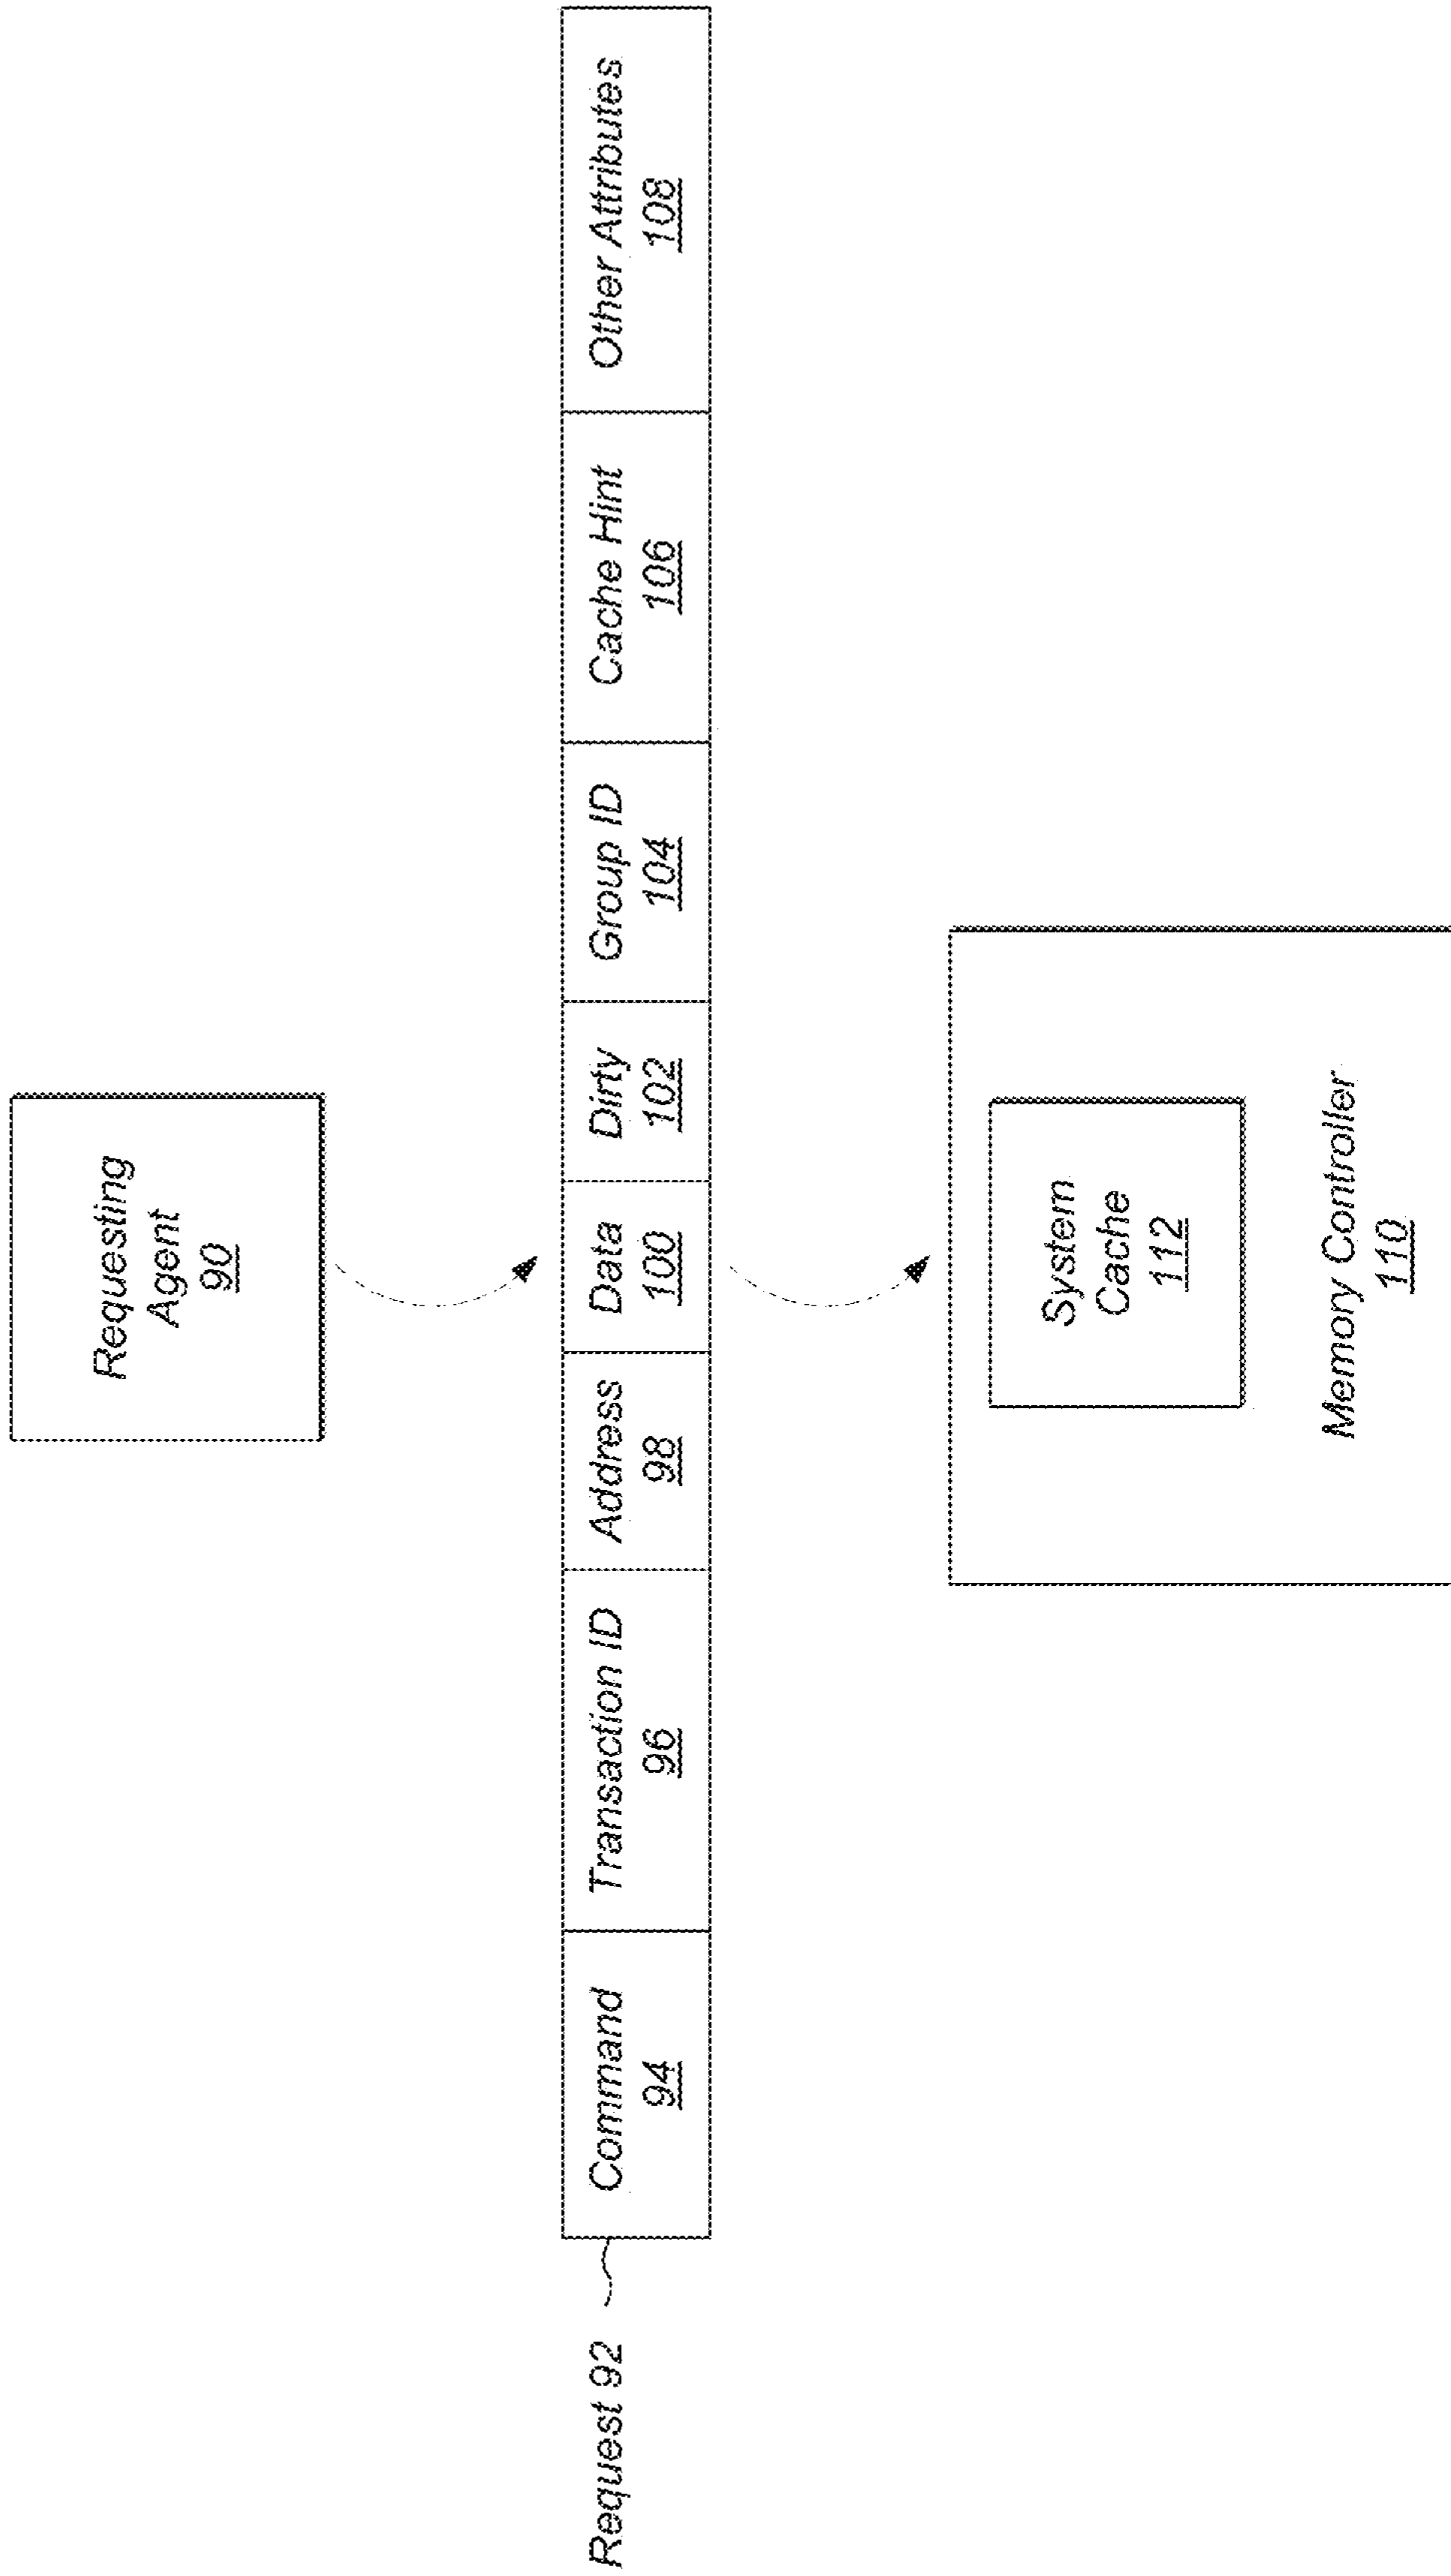 Requesting
Agent
90
Request 92
Command
94
Transaction ID
96
Address
98
Data
100
Dirty
102
Group ID
104
Cache Hint
106
Other Attributes
108
System
Cache
112
Memory Controller
110